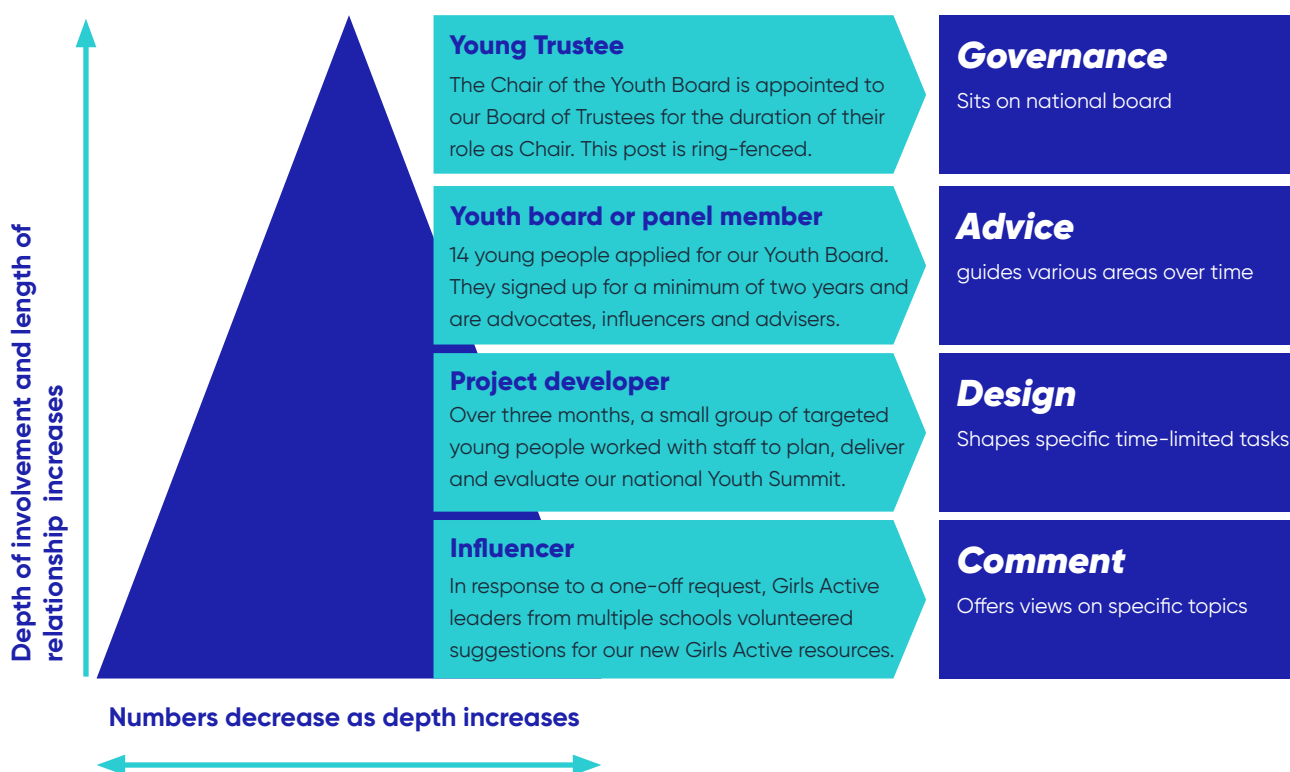 Depth of involvement and length of
relationship increases
Young Trustee
The Chair of the Youth Board is appointed to
our Board of Trustees for the duration of their
role as Chair. This post is ring-fenced.
Governance
Sits on national board
Youth board or panel member
14 young people applied for our Youth Board.
They signed up for a minimum of two years and
are advocates, influencers and advisers.
Advice
guides various areas over time
Project developer
Over three months, a small group of targeted
young people worked with staff to plan, deliver
and evaluate our national Youth Summit.
Design
Shapes specific time-limited tasks
Influencer
In response to a one-off request, Girls Active
leaders from multiple schools volunteered
suggestions for our new Girls Active resources.
Comment
Offers views on specific topics
Numbers decrease as depth increases